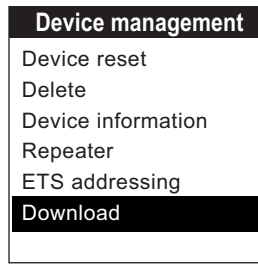 Device management
Device reset
Delete
Device information
Repeater
ETS addressing
Download